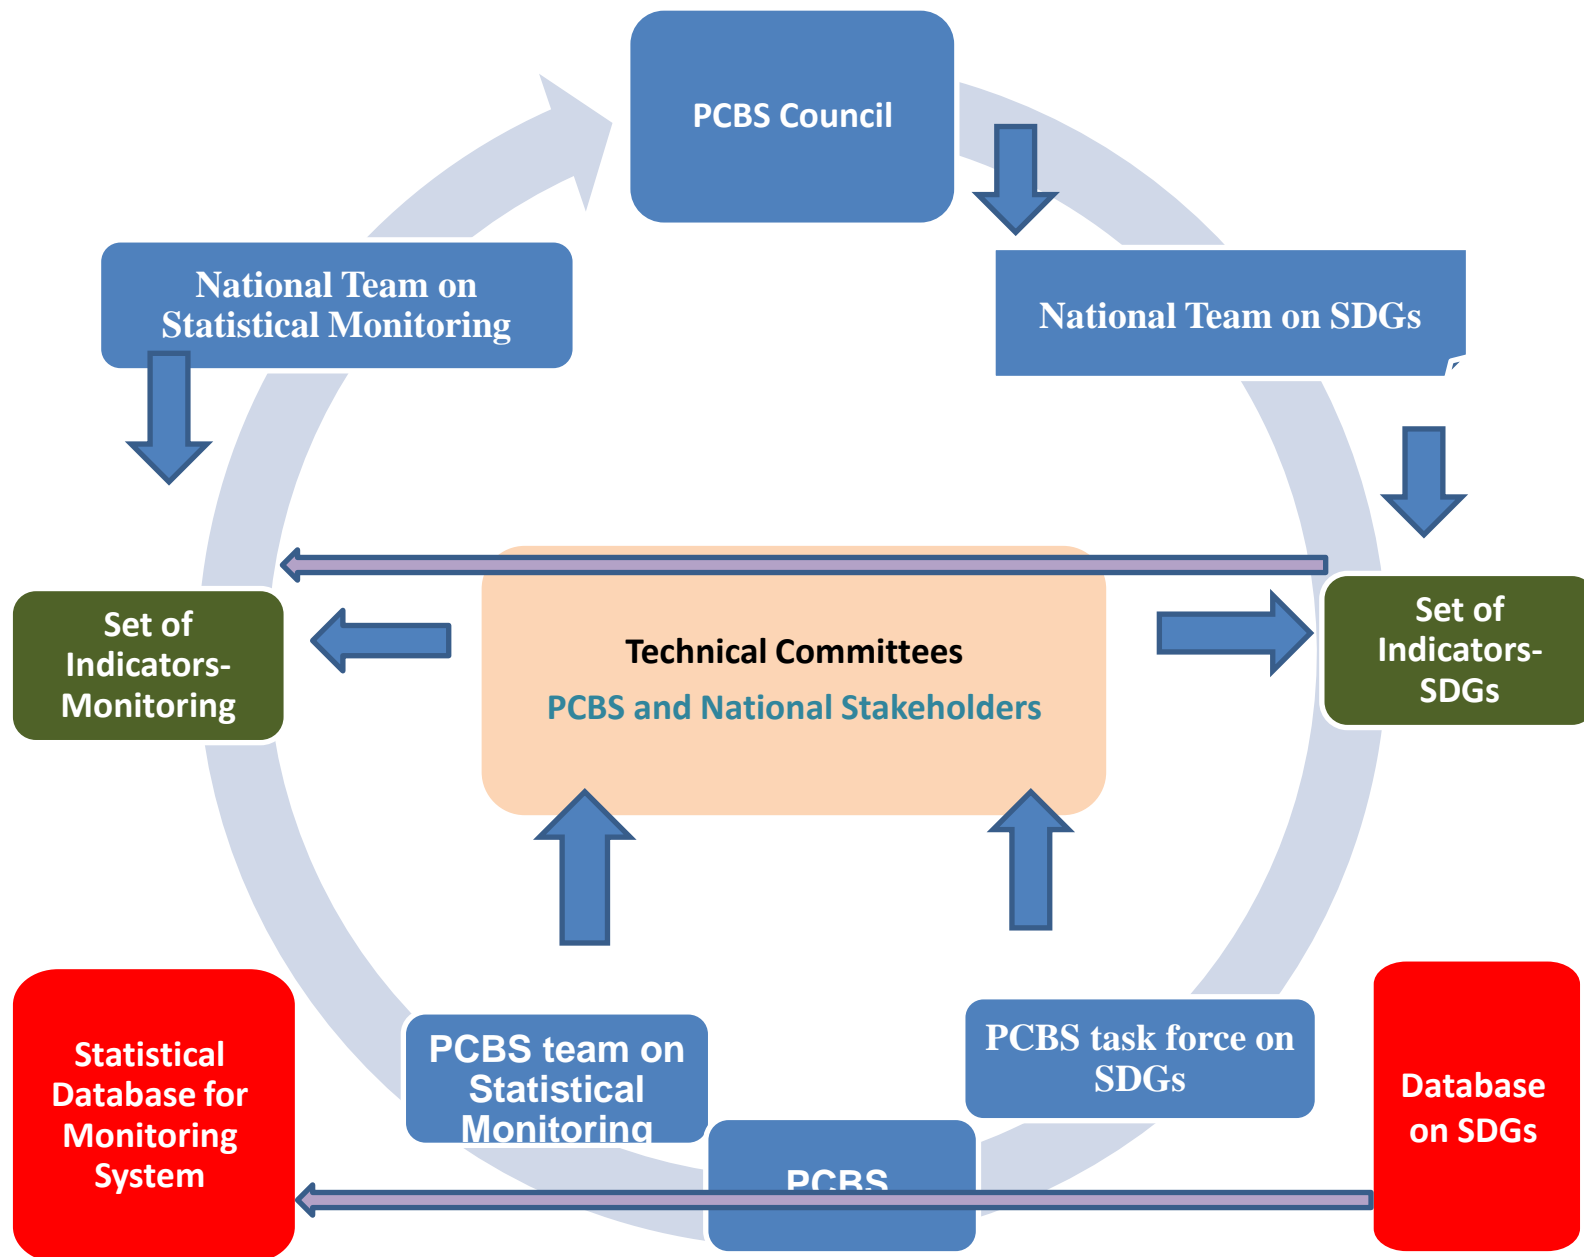 PCBS Council
National Team on
Statistical Monitoring
National Team on SDGs
Technical Committees
PCBS and National Stakeholders
Set of
Indicators-
Monitoring
Set of
Indicators-
SDGs
Statistical
Database for
Monitoring
System
PCBS team on
Statistical
Monitoring
PCBS task force on
SDGs
PCBS
Database
on SDGs